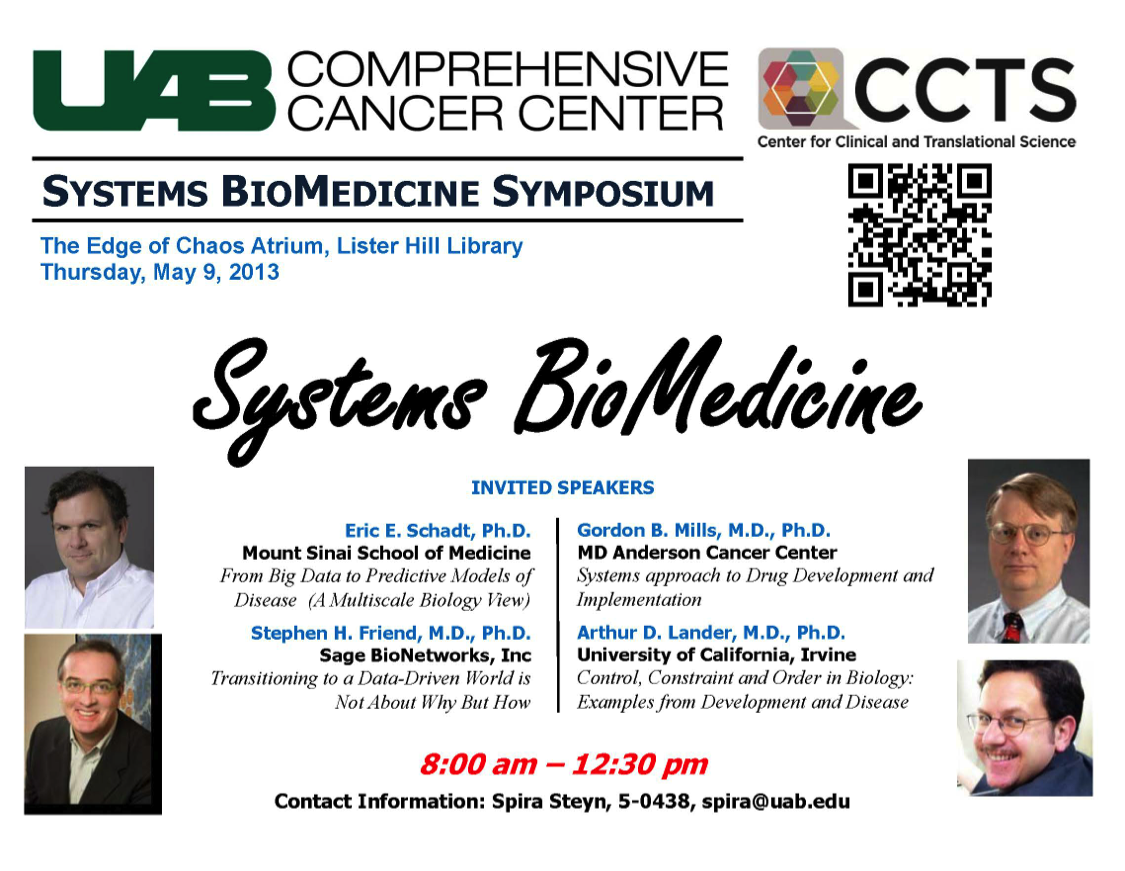 UAB COMPREHENSIVE
CANCER CENTER
CCTS
Center for Clinical and Translational Science
SYSTEMS BIOMEDICINE SYMPOSIUM
The Edge of Chaos Atrium, Lister Hill Library
Thursday, May 9, 2013
Systems BioMedicine
INVITED SPEAKERS
Eric E. Schadt, Ph.D.
Mount Sinai School of Medicine
From Big Data to Predictive Models of
Disease (A Multiscale Biology View)
Stephen H. Friend, M.D., Ph.D.
Sage BioNetworks, Inc
Transitioning to a Data-Driven World is
Not About Why But How
Gordon B. Mills, M.D., Ph.D.
MD Anderson Cancer Center
Systems approach to Drug Development and
Implementation
Arthur D. Lander, M.D., Ph.D.
University of California, Irvine
Control, Constraint and Order in Biology:
Examples from Development and Disease
8:00 am – 12:30 pm
Contact Information: Spira Steyn, 5-0438, spira@uab.edu